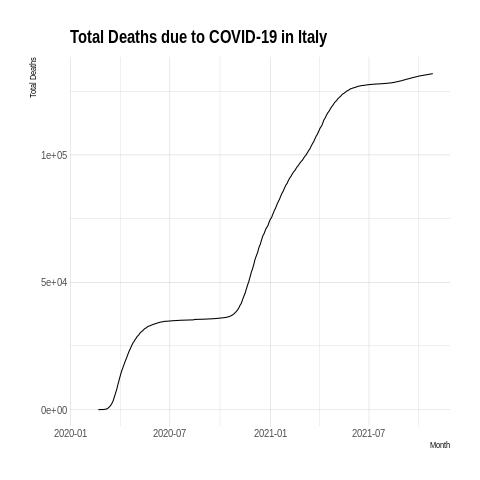 Total Deaths due to COVID-19 in Italy
Total Deaths
1e+05
5e+04
0e+00
2020-01 2020-07 2021-01 2021-07
Month